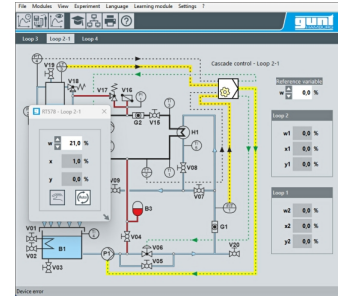 File Modules View Experiment Language Learning module Settings ?
gunt
Loop 3 Loop 2-1 Loop 4
Cascade control - Loop 2-1
V19
V18
V17 V16
G2 V15
H1
Reference variable
w 0,0 %
RT578 - Loop 2-1
w 21,0 %
x 1,0 %
y 0,0 %
Loop 2
w1 0,0 %
x1 0,0 %
y1 0,0 %
V08
V09
V07
B3
G1
Loop 1
w2 0,0 %
x2 0,0 %
y2 0,0 %
V01
V02
B1
V03
V04
P1
V06
V05
V20
Device error